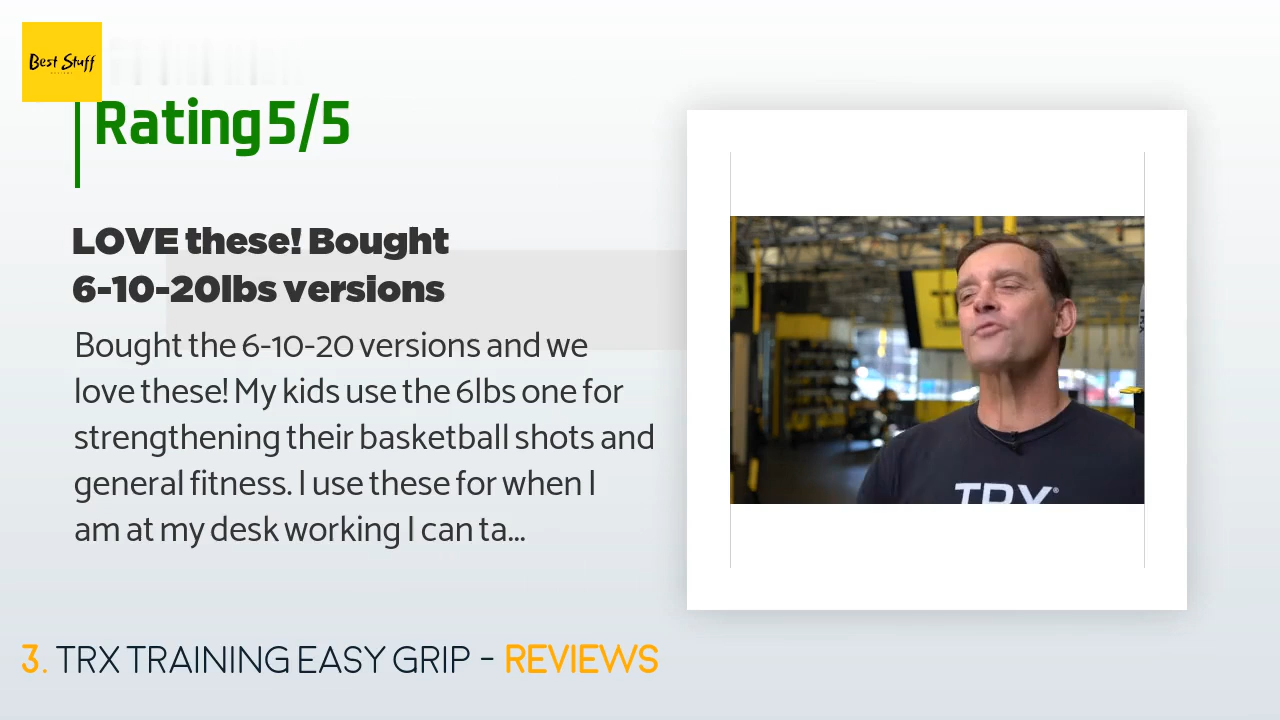 Best Stuff
Rating 5/5
LOVE these! Bought
6-10-20lbs versions
Bought the 6-10-20 versions and we
love these! My kids use the 6lbs one for
strengthening their basketball shots and
general fitness. I use these for when I
am at my desk working I can ta...
TRX®
3. TRX TRAINING EASY GRIP - REVIEWS